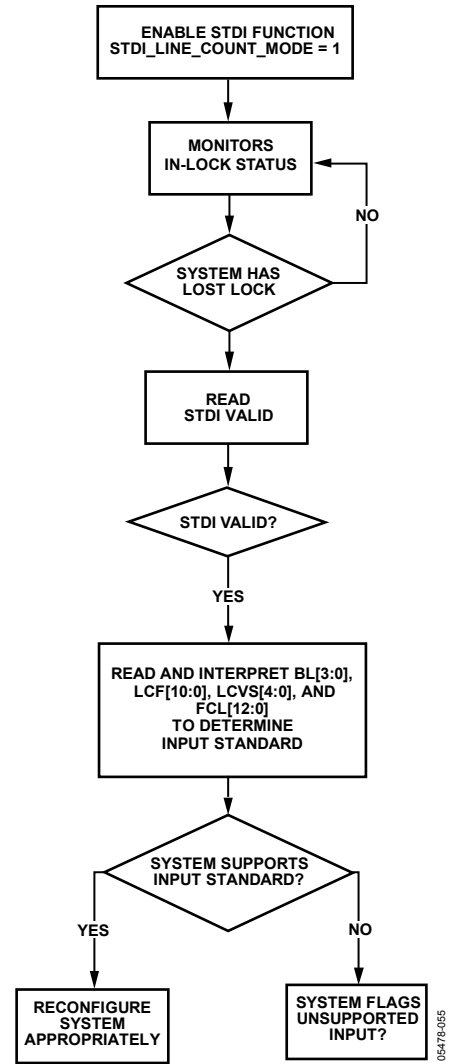 ENABLE STDI FUNCTION
STDI_LINE_COUNT_MODE = 1
MONITORS
IN-LOCK STATUS
NO
SYSTEM HAS
LOST LOCK
READ
STDI VALID
STDI VALID?
YES
READ AND INTERPRET BL[3:0],
LCF[10:0], LCVS[4:0], AND
FCL[12:0]
TO DETERMINE
INPUT STANDARD
SYSTEM SUPPORTS
INPUT STANDARD?
YES
NO
RECONFIGURE
SYSTEM
APPROPRIATELY
SYSTEM FLAGS
UNSUPPORTED
INPUT?
05478-055